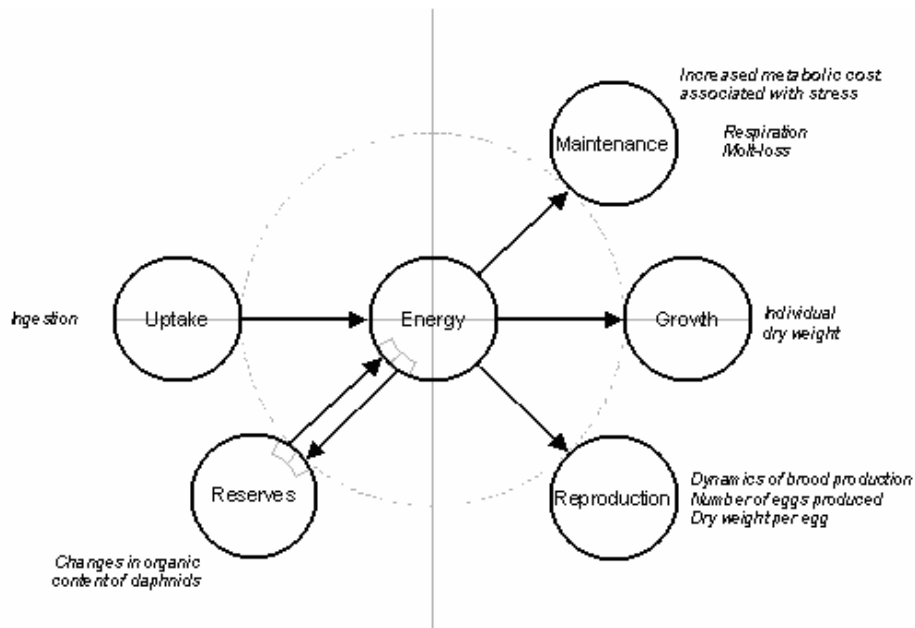 Increased metabolic cost
associated with stress
Maintenance
Respiration
Molt-loss
Ingestion
Uptake
Energy
Growth
Individual
dry weight
Reserves
Reproduction
Dynamics of brood production
Number of eggs produced
Dry weight per egg
Changes in organic
content of daphnids